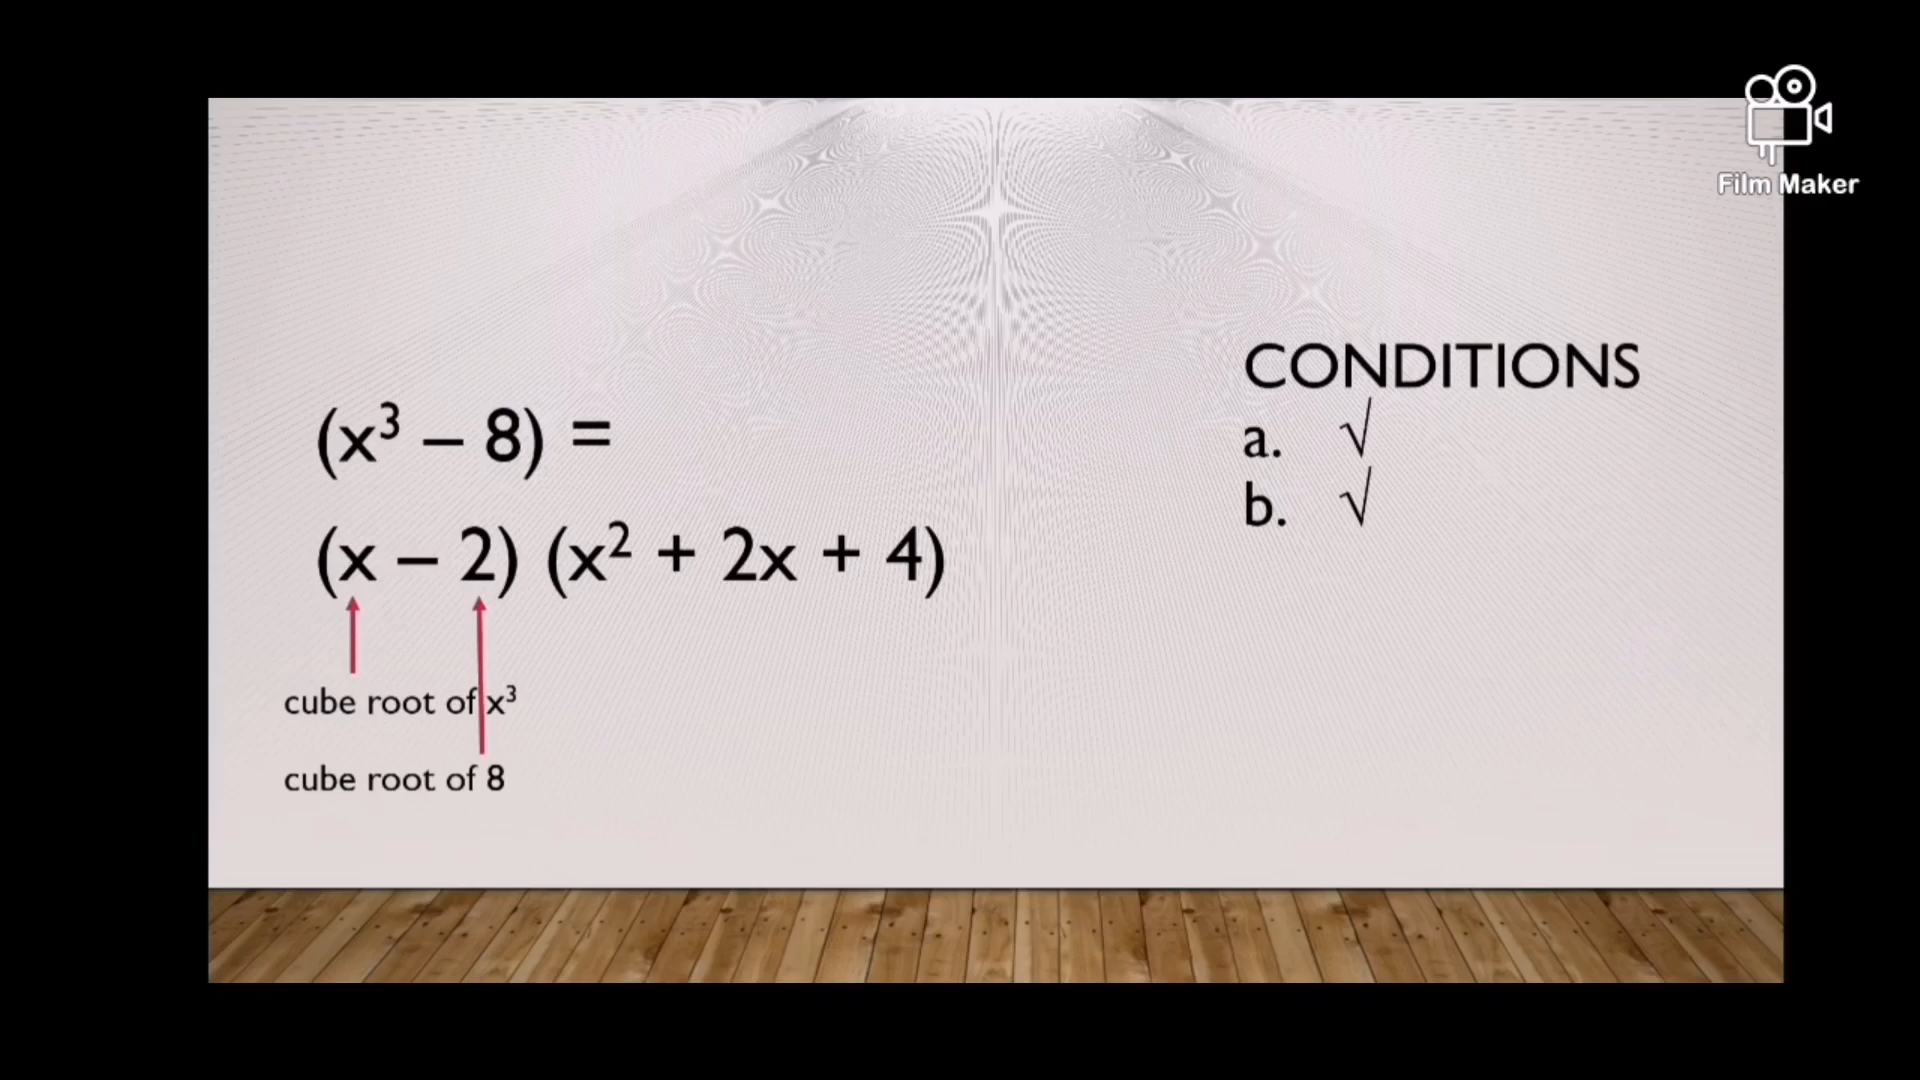 Film Maker
CONDITIONS
(x³ – 8) =
a. √
b. √
(x – 2) (x² + 2x + 4)
cube root of x³
cube root of 8